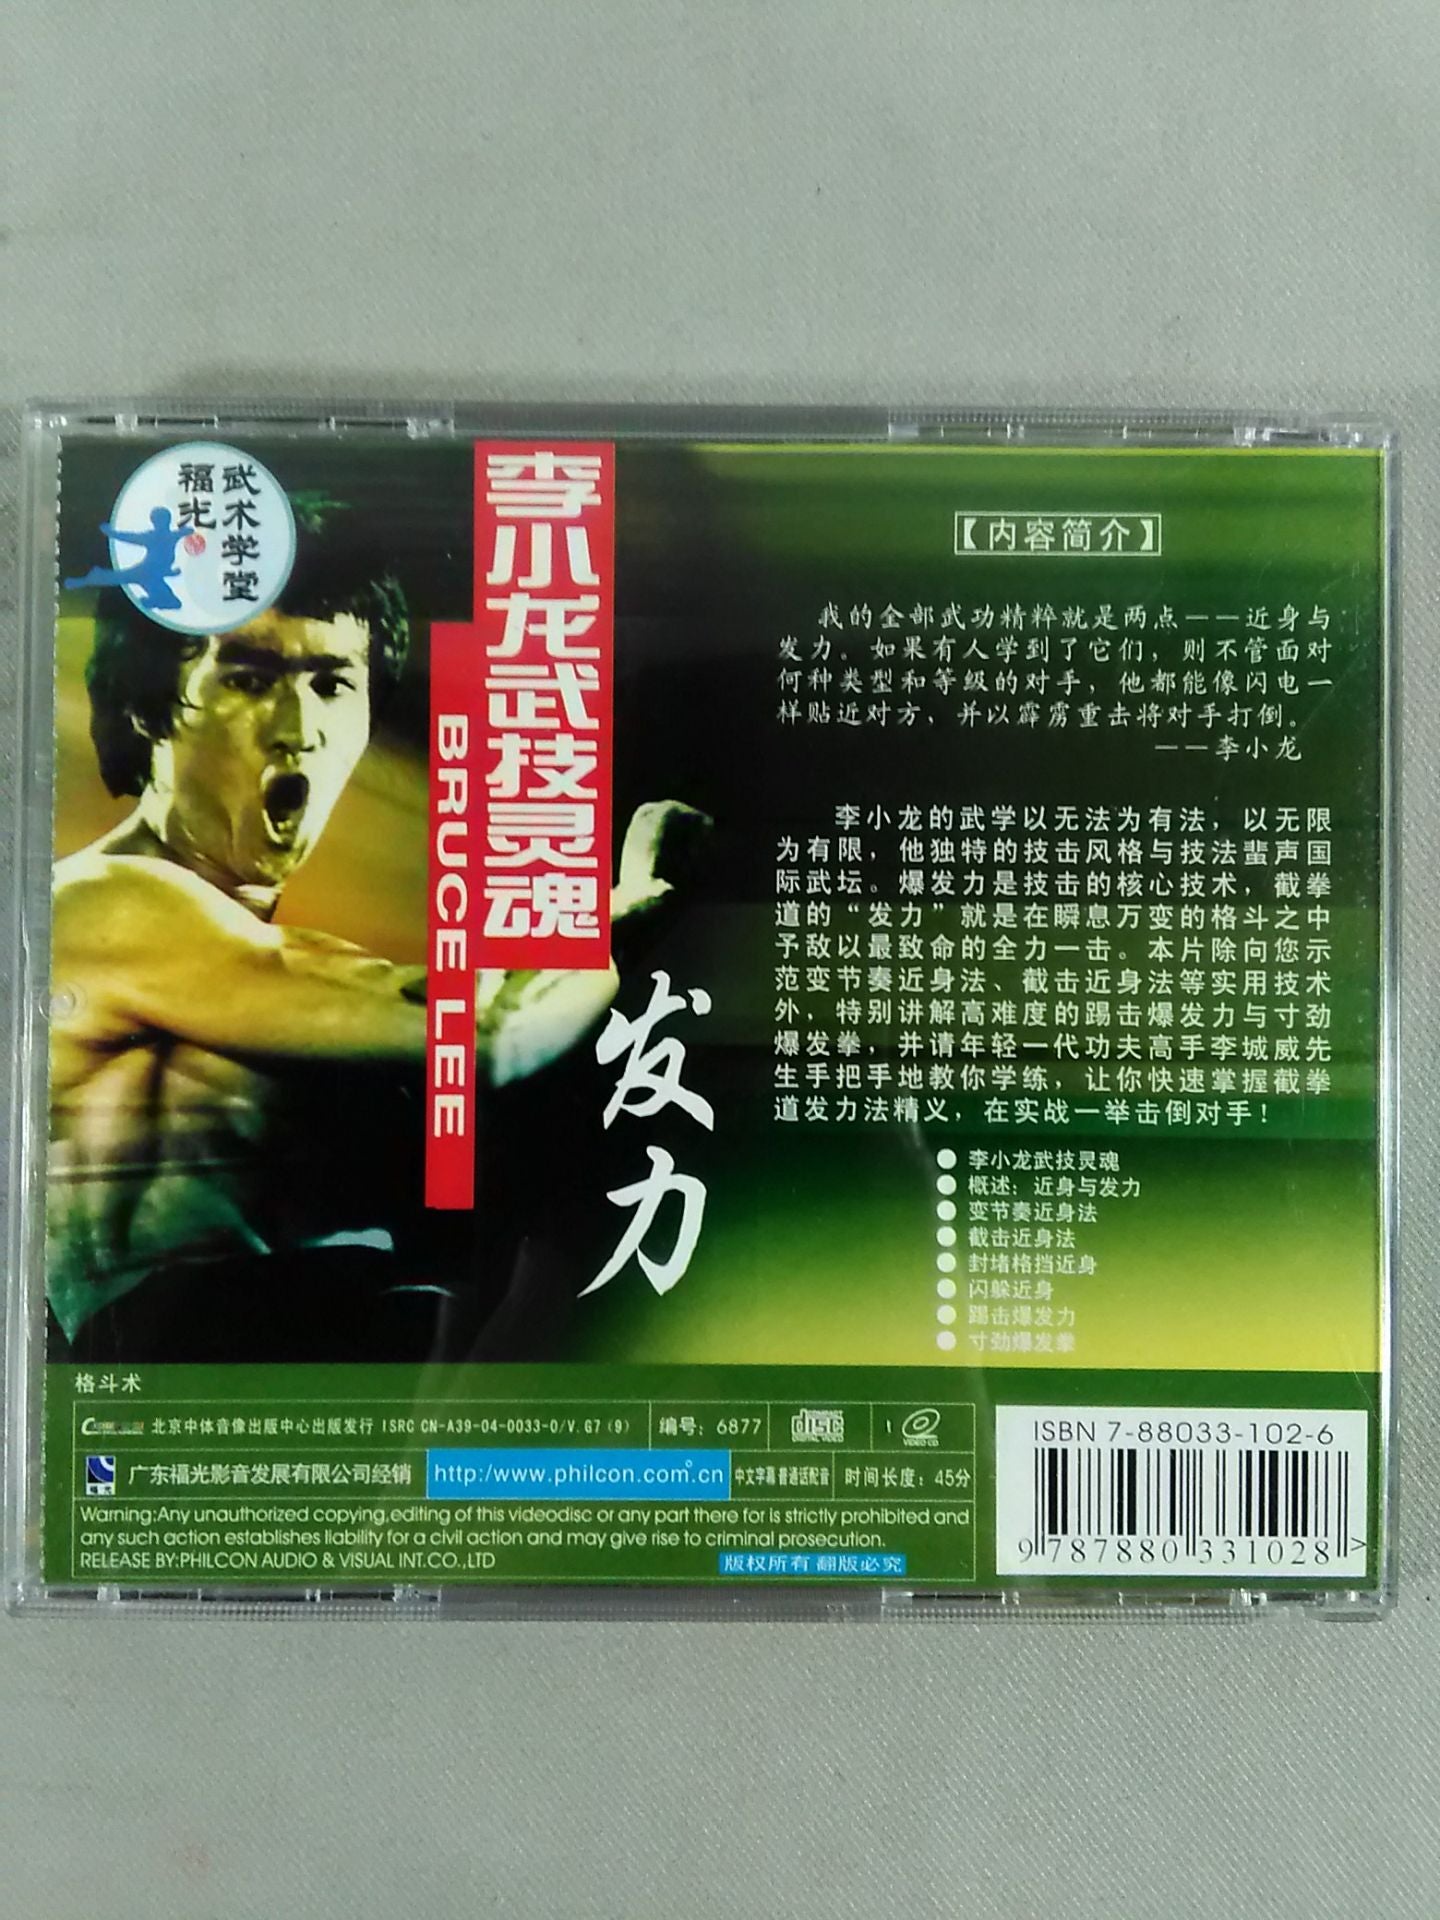 福光
武术学堂
李小龙武技灵魂
BRUCE LEE
发力
【内容简介】
我的全部武功精粹就是两点——近身与
发力。如果有人学到了它们，则不管面对
何种类型和等级的对手，他都能像闪电一
样贴近对方，并以霹雳重击将对手打倒。
——李小龙
李小龙的武学以无法为有法，以无限
为有限，他独特的技击风格与技法蜚声国
际武坛。爆发力是技击的核心技术，截拳
道的“发力”就是在瞬息万变的格斗之中
予敌以最致命的全力一击。本片除向您示
范变节奏近身法、截击近身法等实用技术
外，特别讲解高难度的踢击爆发力与寸劲
爆发拳，并请年轻一代功夫高手李城威先
生手把手地教你学练，让你快速掌握截拳
道发力法精义，在实战一举击倒对手！
● 李小龙武技灵魂
● 概述：近身与发力
● 变节奏近身法
● 截击近身法
● 封堵格挡近身
● 闪躲近身
● 踢击爆发力
● 寸劲爆发拳
格斗术
北京中体音像出版中心出版发行 ISRC CN-A39-04-0033-0/V.G7(9)
编号：6877
COMPACT
disc
DIGITAL VIDEO
1
VIDEO CD
福光
广东福光影音发展有限公司经销
http:/www.philcon.com.cn
中文字幕 普通话配音
时间长度：45分
Warning:Any unauthorized copying,editing of this videodisc or any part there for is strictly prohibited and
any such action establishes liability for a civil action and may give rise to criminal prosecution.
RELEASE BY:PHILCON AUDIO & VISUAL INT.CO.,LTD
版权所有 翻版必究
ISBN 7-88033-102-6
9 787880 331028 >